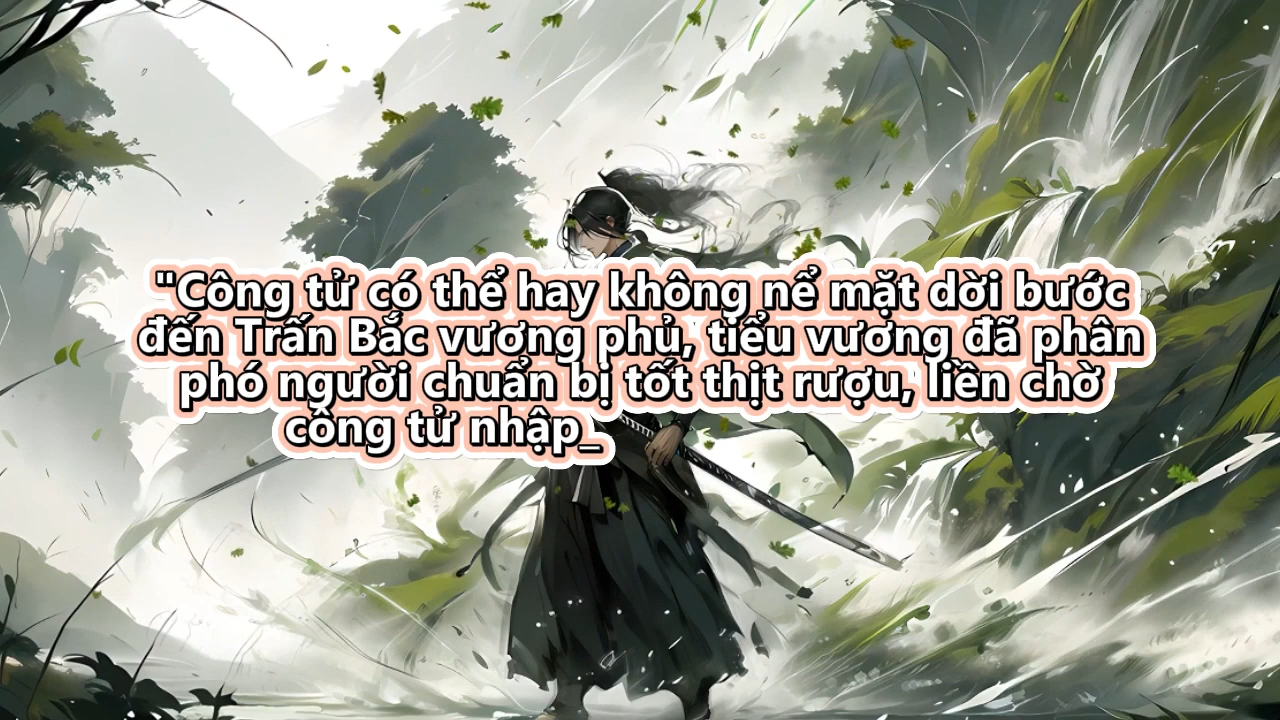 "Công tử có thể hay không nể mặt dời bước
đến Trấn Bắc vương phủ, tiểu vương đã phân
phó người chuẩn bị tốt thịt rượu, liền chờ
công tử nhập_